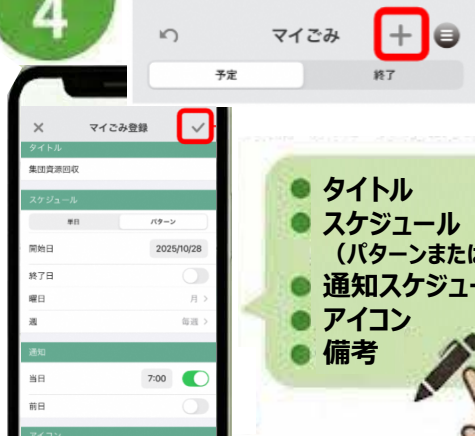 4
マイごみ
予定 終了
マイごみ登録
タイトル
集団資源回収
スケジュール
単日 パターン
開始日 2025/10/28
終了日
曜日 月 >
週 毎週 >
通知
当日 7:00
前日
アイコン
● タイトル
● スケジュール
（パターンまたは
● 通知スケジュー
● アイコン
● 備考